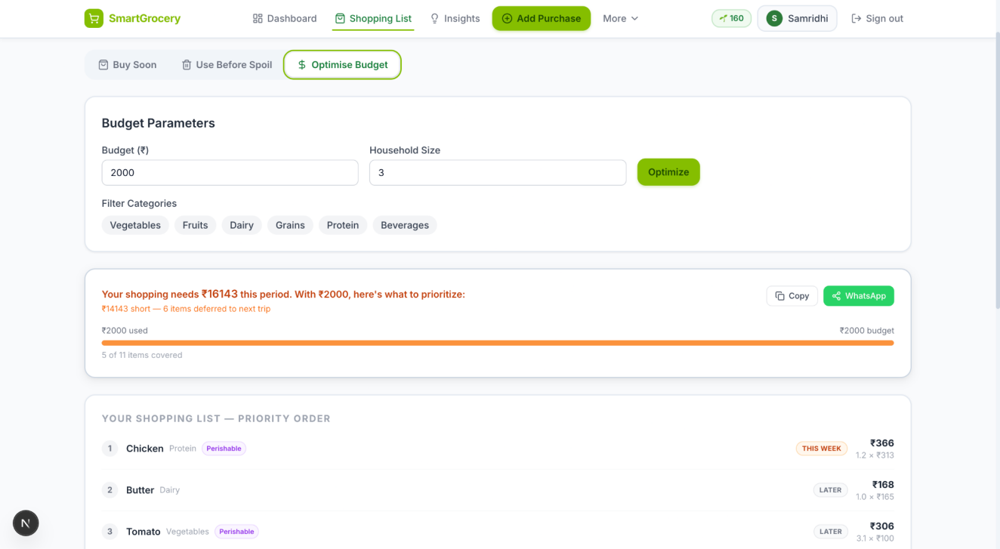 SmartGrocery
Dashboard
Shopping List
Insights
Add Purchase
More
160
S
Samridhi
Sign out
Buy Soon
Use Before Spoil
$ Optimise Budget
Budget Parameters
Budget (₹)
Household Size
2000
3
Optimize
Filter Categories
Vegetables
Fruits
Dairy
Grains
Protein
Beverages
Your shopping needs ₹16143 this period. With ₹2000, here's what to prioritize:
₹14143 short — 6 items deferred to next trip
Copy
WhatsApp
₹2000 used
₹2000 budget
5 of 11 items covered
YOUR SHOPPING LIST — PRIORITY ORDER
1 Chicken Protein Perishable THIS WEEK ₹366
1.2 × ₹313
2 Butter Dairy LATER ₹168
1.0 × ₹165
3 Tomato Vegetables Perishable LATER ₹306
3.1 × ₹100
N